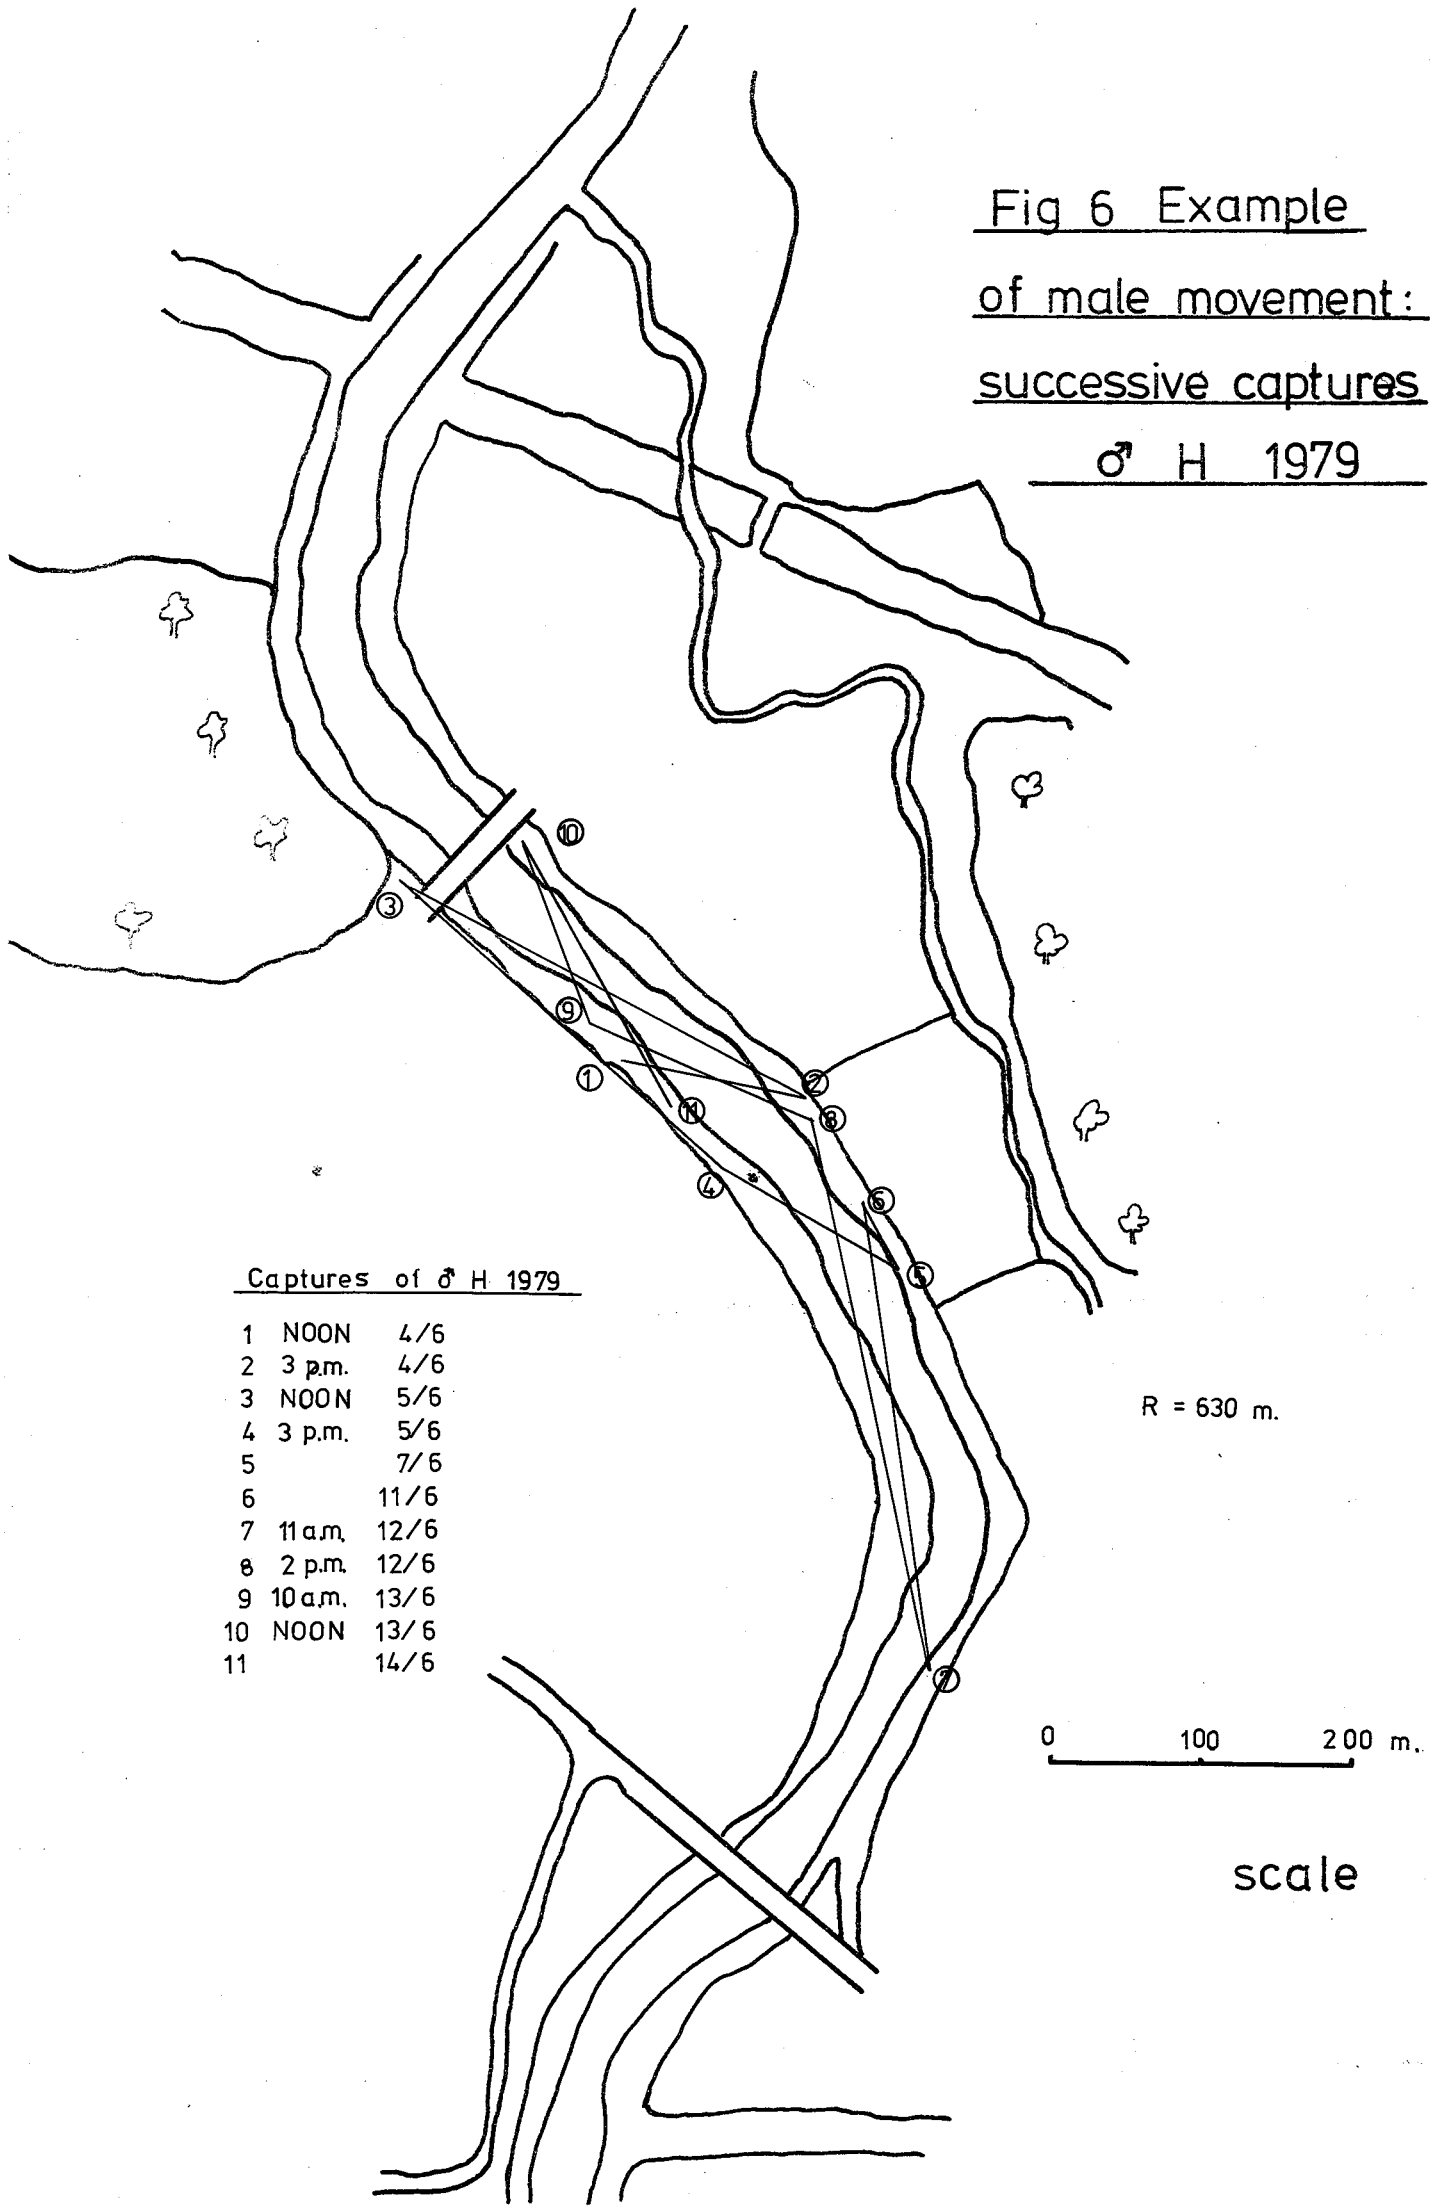 Fig 6 Example
of male movement:
successive captures
♂ H 1979
10
3
9
1
2
8
11
4
6
5
Captures of ♂ H 1979
1 NOON 4/6
2 3 p.m. 4/6
3 NOON 5/6
4 3 p.m. 5/6
5 7/6
6 11/6
7 11 a.m. 12/6
8 2 p.m. 12/6
9 10 a.m. 13/6
10 NOON 13/6
11 14/6
R = 630 m.
7
0 100 200 m.
scale